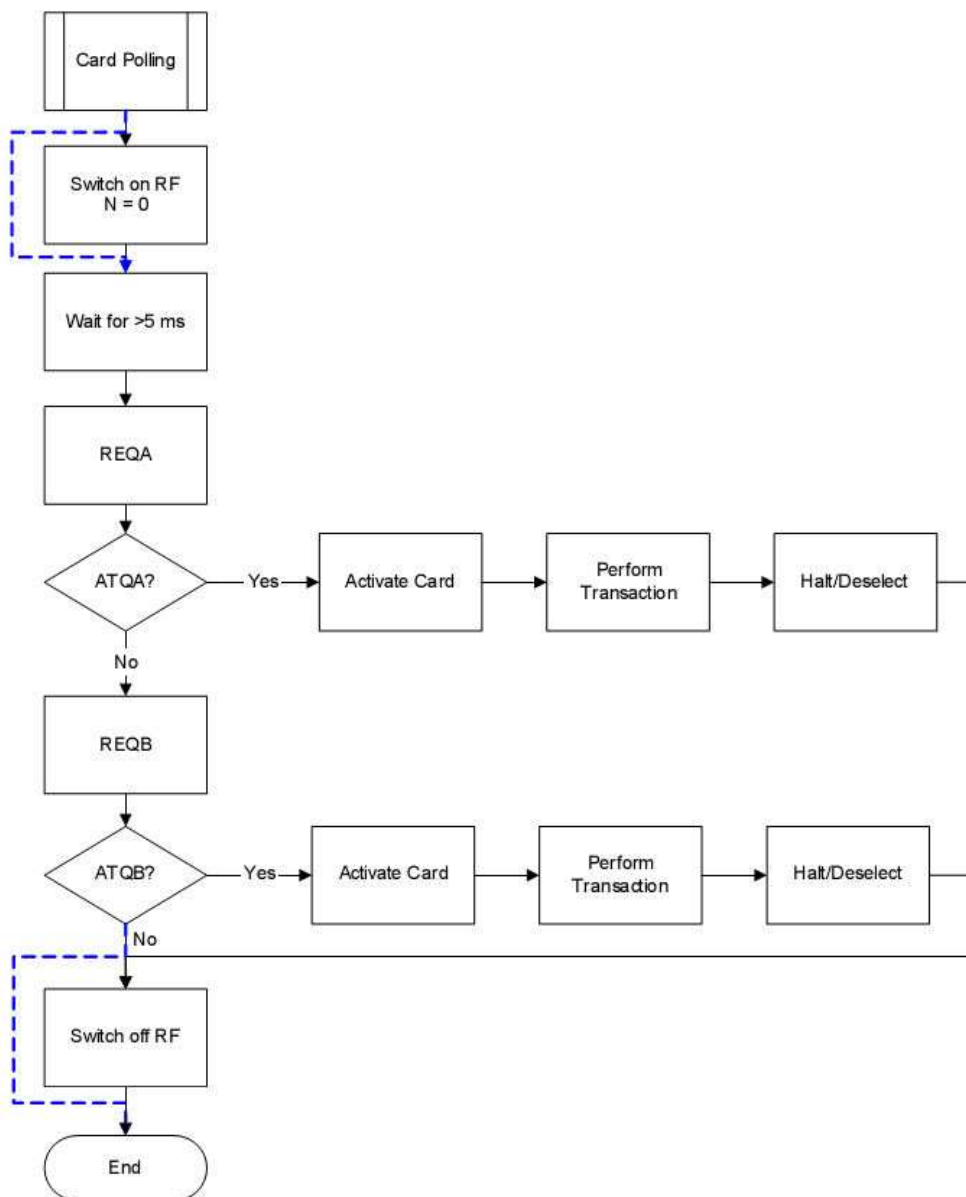 Card Polling
Switch on RF
N = 0
Wait for >5 ms
REQA
ATQA?
Yes
Activate Card
Perform
Transaction
Halt/Deselect
No
REQB
ATQB?
Yes
Activate Card
Perform
Transaction
Halt/Deselect
No
Switch off RF
End